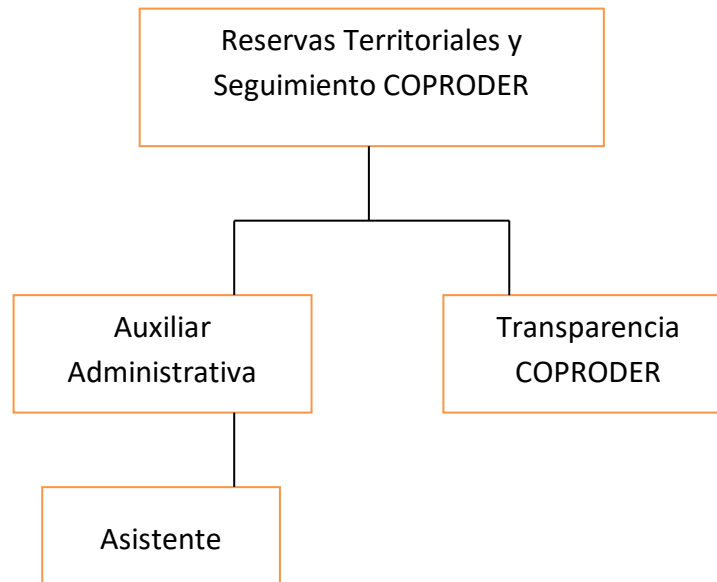 Reservas Territoriales y
Seguimiento COPRODER
Auxiliar
Administrativa
Transparencia
COPRODER
Asistente